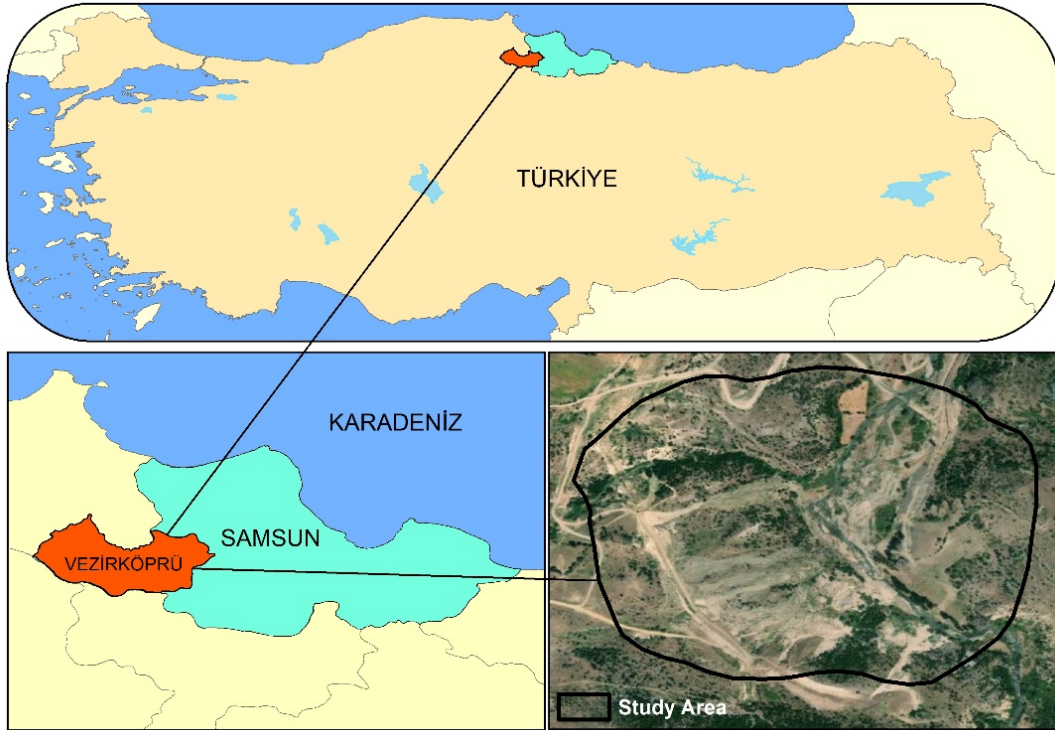 TÜRKİYE
KARADENİZ
SAMSUN
VEZİRKÖPRÜ
Study Area